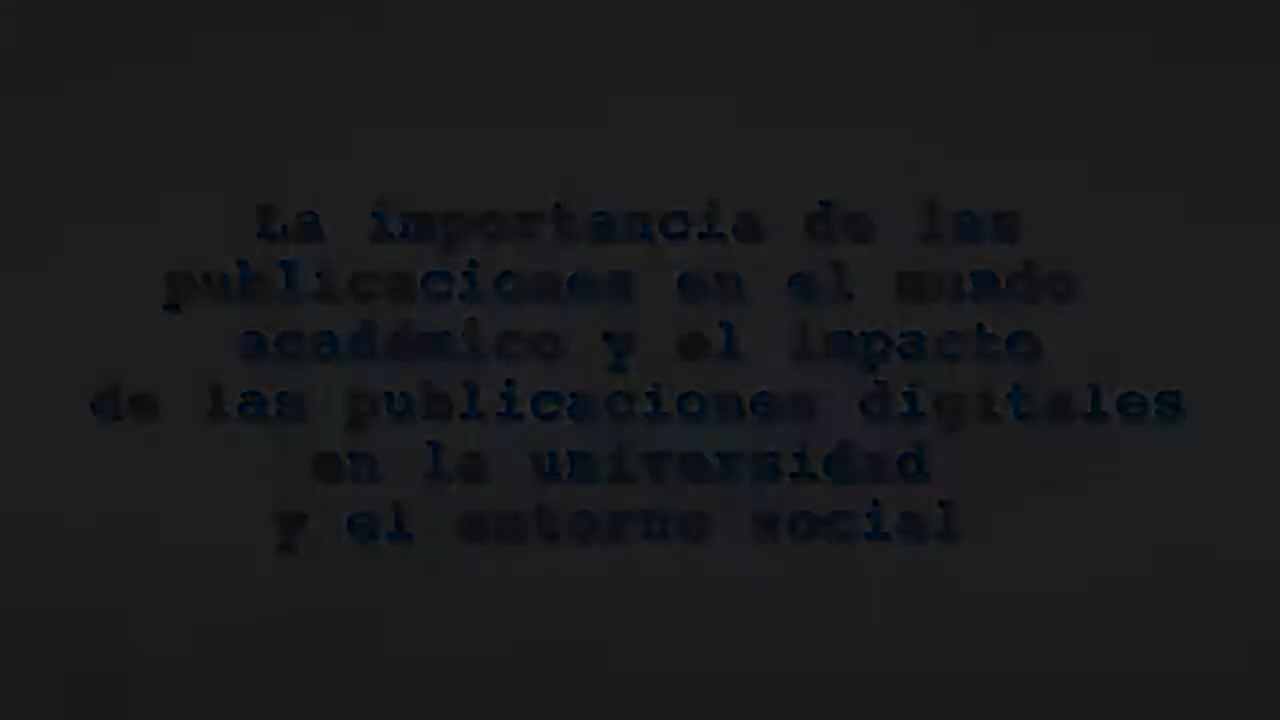 La importancia de las
publicaciones en el mundo
académico y el impacto
de las publicaciones digitales
en la universidad
y el entorno social